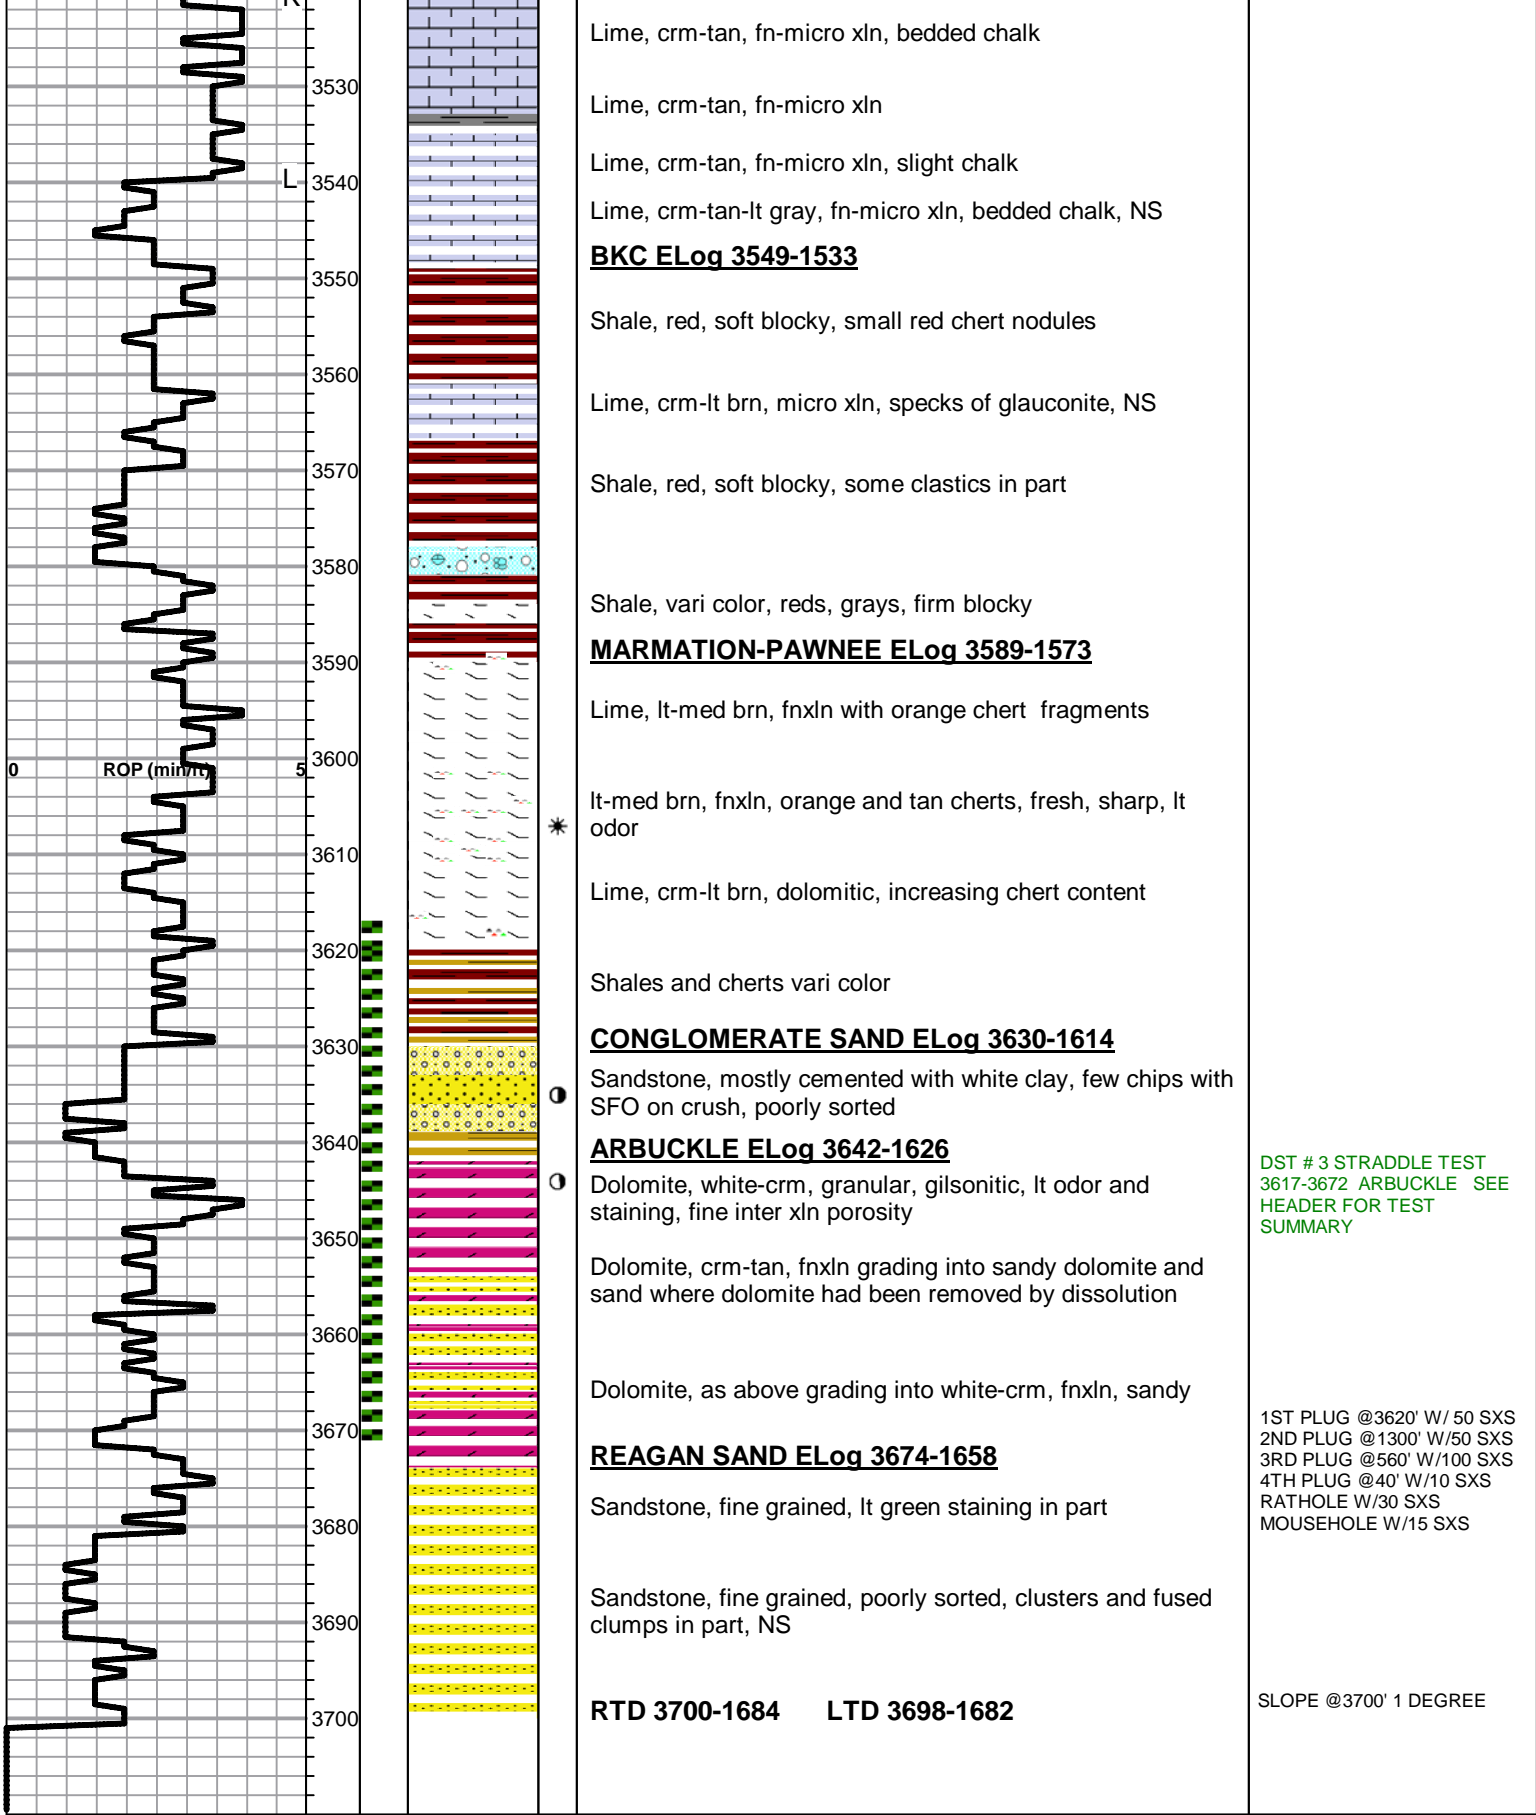 K
Lime, crm-tan, fn-micro xln, bedded chalk
3530
Lime, crm-tan, fn-micro xln
Lime, crm-tan, fn-micro xln, slight chalk
L
3540
Lime, crm-tan-lt gray, fn-micro xln, bedded chalk, NS
BKC ELog 3549-1533
3550
Shale, red, soft blocky, small red chert nodules
3560
Lime, crm-lt brn, micro xln, specks of glauconite, NS
3570
Shale, red, soft blocky, some clastics in part
3580
Shale, vari color, reds, grays, firm blocky
MARMATION-PAWNEE ELog 3589-1573
3590
Lime, lt-med brn, fnxln with orange chert fragments
3600
0 ROP (min/ft) 5
lt-med brn, fnxln, orange and tan cherts, fresh, sharp, lt
odor
3610
Lime, crm-lt brn, dolomitic, increasing chert content
3620
Shales and cherts vari color
CONGLOMERATE SAND ELog 3630-1614
3630
Sandstone, mostly cemented with white clay, few chips with
SFO on crush, poorly sorted
3640
ARBUCKLE ELog 3642-1626
Dolomite, white-crm, granular, gilsonitic, lt odor and
staining, fine inter xln porosity
DST # 3 STRADDLE TEST
3617-3672 ARBUCKLE SEE
HEADER FOR TEST
SUMMARY
3650
Dolomite, crm-tan, fnxln grading into sandy dolomite and
sand where dolomite had been removed by dissolution
3660
Dolomite, as above grading into white-crm, fnxln, sandy
3670
REAGAN SAND ELog 3674-1658
1ST PLUG @3620' W/ 50 SXS
2ND PLUG @1300' W/50 SXS
3RD PLUG @560' W/100 SXS
4TH PLUG @40' W/10 SXS
RATHOLE W/30 SXS
MOUSEHOLE W/15 SXS
Sandstone, fine grained, lt green staining in part
3680
Sandstone, fine grained, poorly sorted, clusters and fused
clumps in part, NS
3690
RTD 3700-1684 LTD 3698-1682
SLOPE @3700' 1 DEGREE
3700